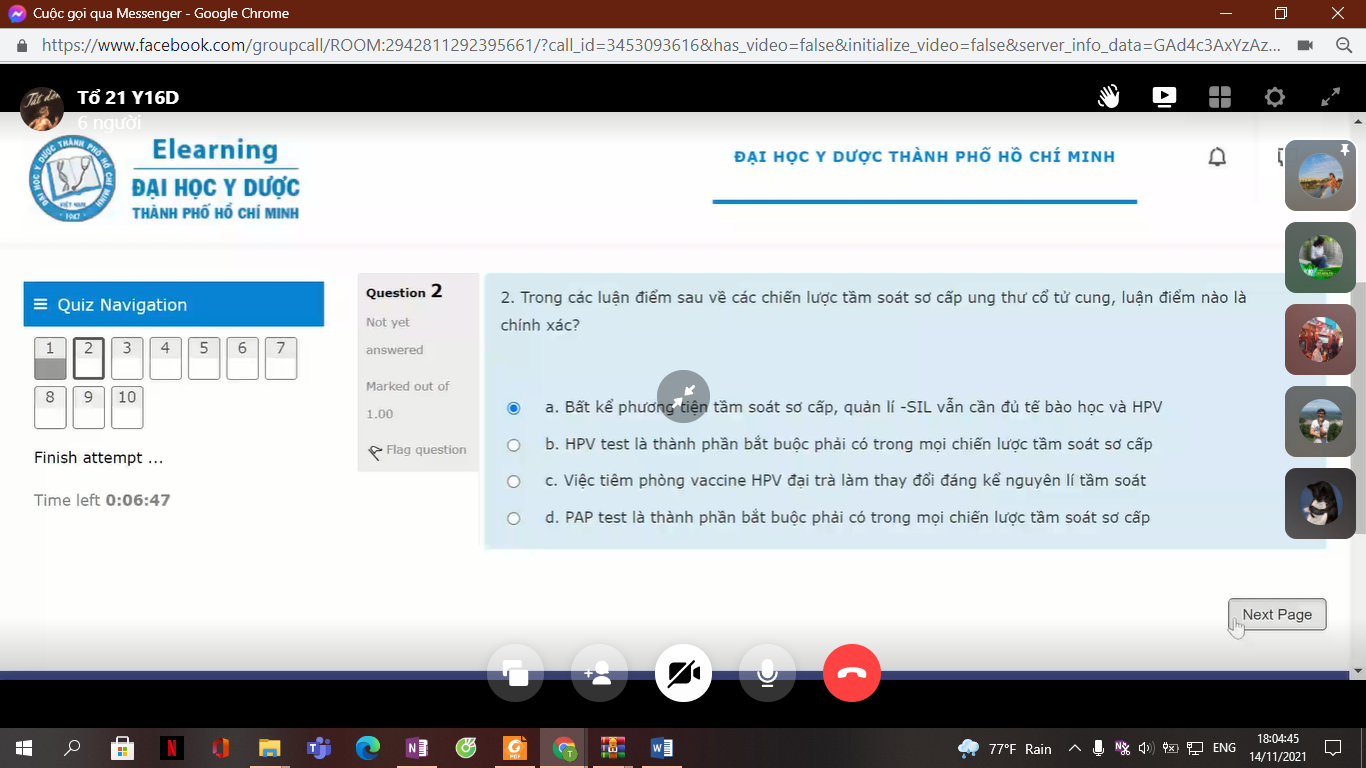 Cuộc gọi qua Messenger - Google Chrome
https://www.facebook.com/groupcall/ROOM:2942811292395661/?call_id=3453093616&has_video=false&initialize_video=false&server_info_data=GAd4c3AxYzAz...
Tổ 21 Y16D
6 người
Elearning
ĐẠI HỌC Y DƯỢC
THÀNH PHỐ HỒ CHÍ MINH
ĐẠI HỌC Y DƯỢC THÀNH PHỐ HỒ CHÍ MINH
Quiz Navigation
1 2 3 4 5 6 7
8 9 10
Finish attempt ...
Time left 0:06:47
Question 2
Not yet
answered
Marked out of
1.00
Flag question
2. Trong các luận điểm sau về các chiến lược tầm soát sơ cấp ung thư cổ tử cung, luận điểm nào là
chính xác?
a. Bất kể phương tiện tầm soát sơ cấp, quản lí -SIL vẫn cần đủ tế bào học và HPV
b. HPV test là thành phần bắt buộc phải có trong mọi chiến lược tầm soát sơ cấp
c. Việc tiêm phòng vaccine HPV đại trà làm thay đổi đáng kể nguyên lí tầm soát
d. PAP test là thành phần bắt buộc phải có trong mọi chiến lược tầm soát sơ cấp
Next Page
77°F Rain
ENG
18:04:45
14/11/2021